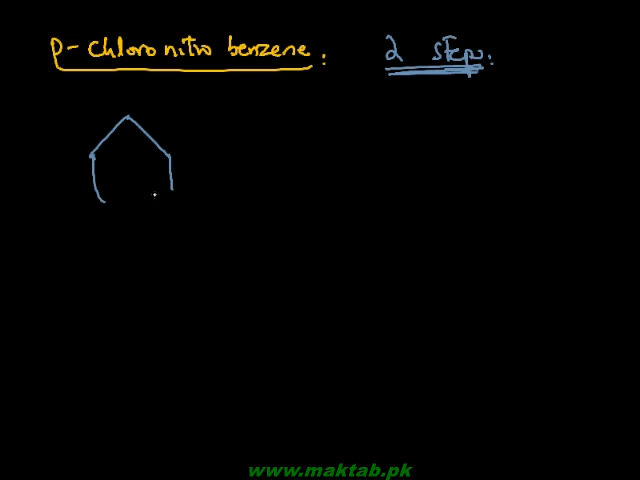 p- chloro nitro benzene :
2 step :
www.maktab.pk